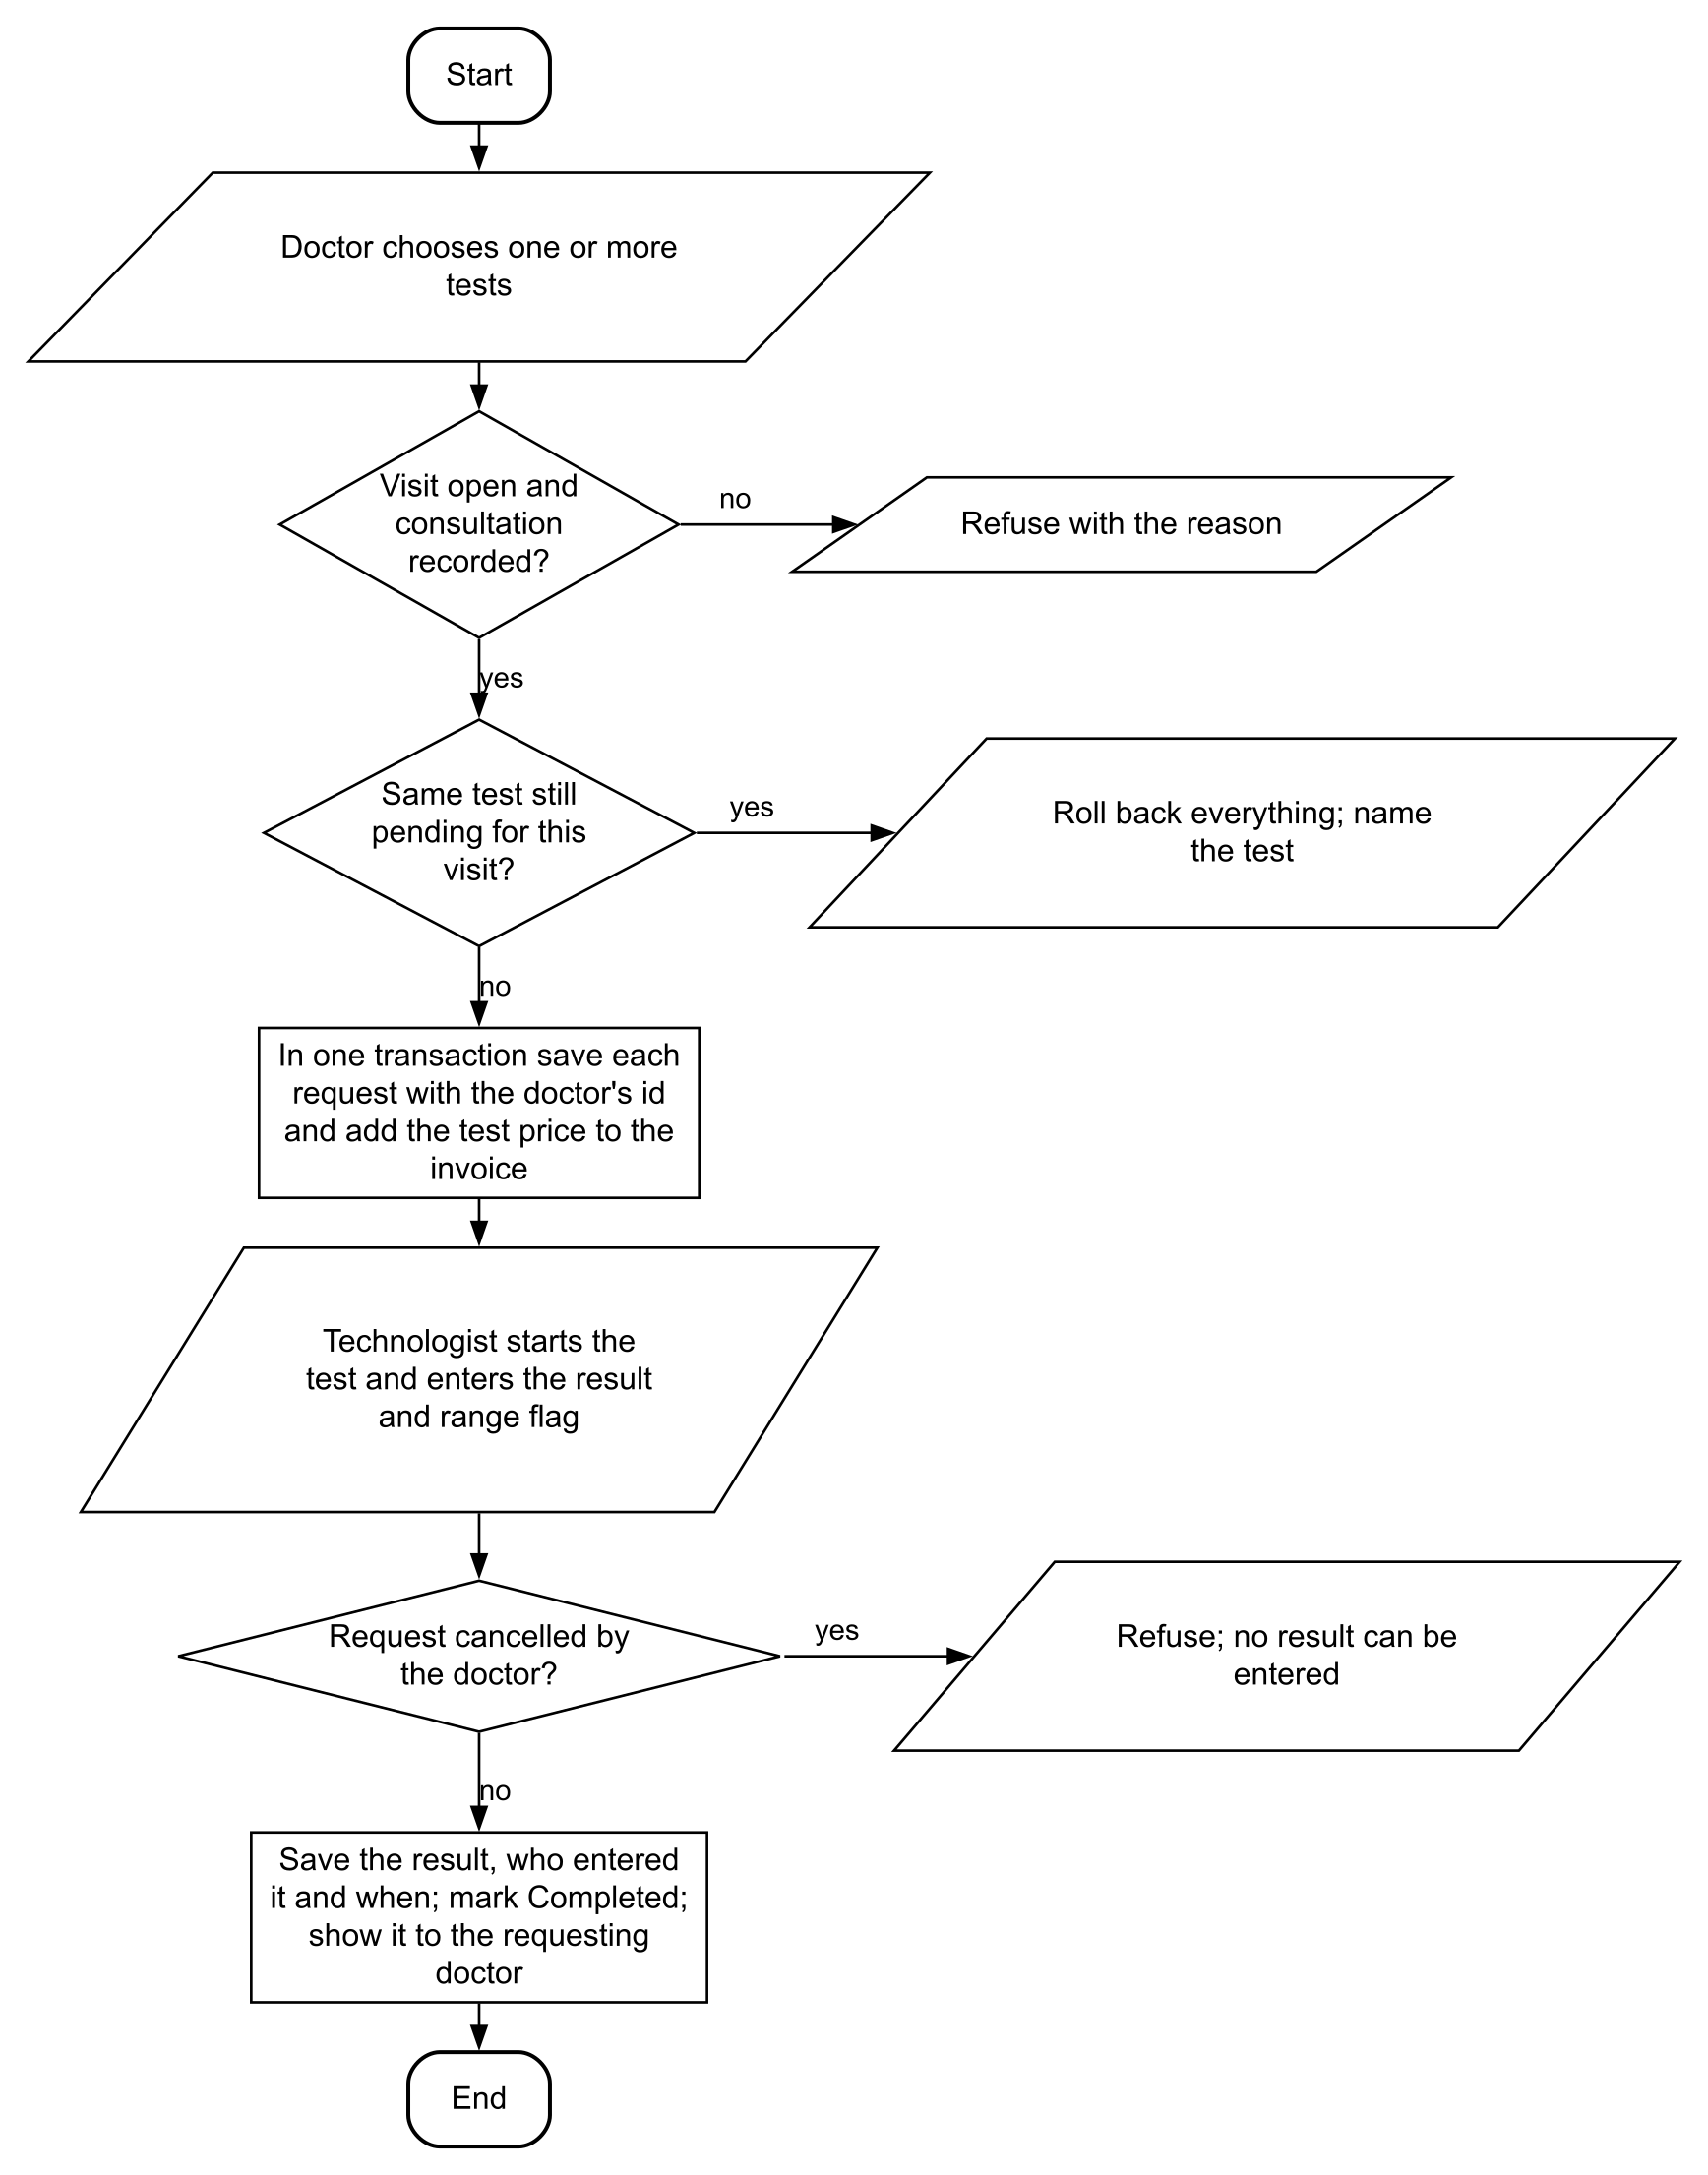 Start
Doctor chooses one or more
tests
Visit open and
consultation
recorded?
no
Refuse with the reason
yes
Same test still
pending for this
visit?
yes
Roll back everything; name
the test
no
In one transaction save each
request with the doctor's id
and add the test price to the
invoice
Technologist starts the
test and enters the result
and range flag
Request cancelled by
the doctor?
yes
Refuse; no result can be
entered
no
Save the result, who entered
it and when; mark Completed;
show it to the requesting
doctor
End